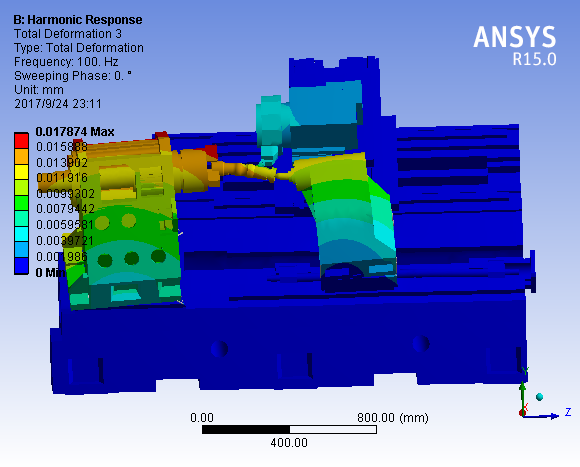 B: Harmonic Response
Total Deformation 3
Type: Total Deformation
Frequency: 100. Hz
Sweeping Phase: 0. °
Unit: mm
2017/9/24 23:11
ANSYS
R15.0
0.017874 Max
0.015888
0.013902
0.011916
0.0099302
0.0079442
0.0059581
0.0039721
0.001986
0 Min
0.00
800.00 (mm)
400.00
Y
X
Z